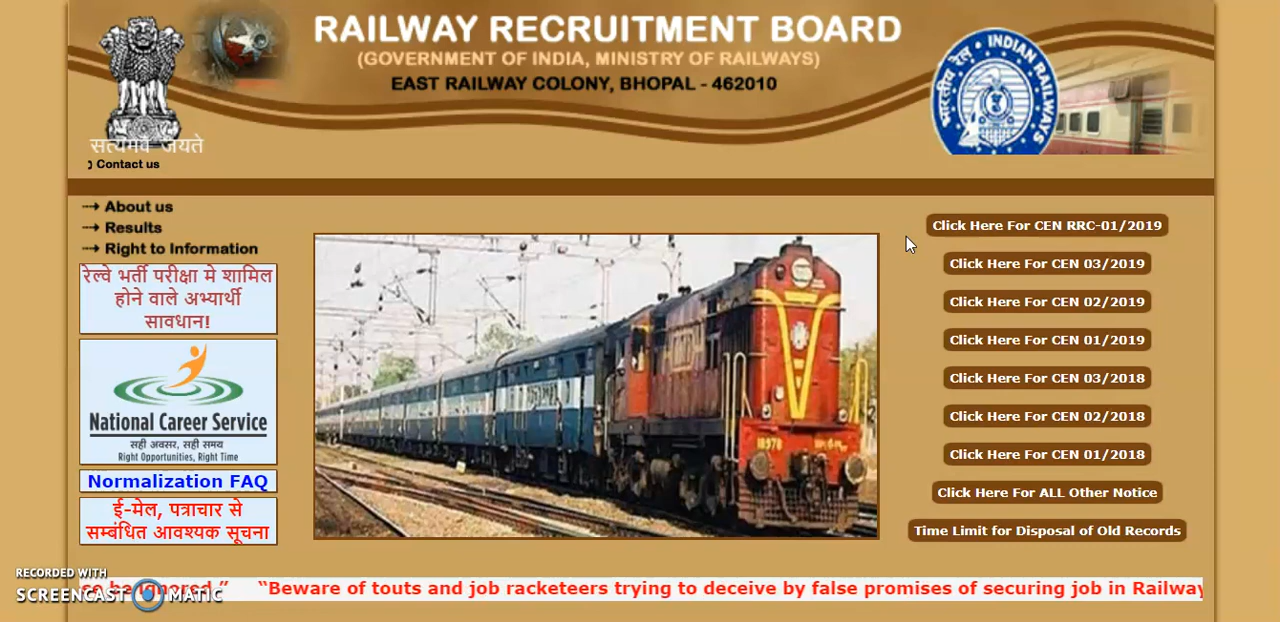 RAILWAY RECRUITMENT BOARD
(GOVERNMENT OF INDIA, MINISTRY OF RAILWAYS)
EAST RAILWAY COLONY, BHOPAL - 462010
सत्यमेव जयते
भारतीय रेल • INDIAN RAILWAYS
Contact us
About us
Results
Right to Information
रेल्वे भर्ती परीक्षा मे शामिल
होने वाले अभ्यार्थी
सावधान!
National Career Service
सही अवसर, सही समय
Right Opportunities, Right Time
Normalization FAQ
ई-मेल, पत्राचार से
सम्बंधित आवश्यक सूचना
Click Here For CEN RRC-01/2019
Click Here For CEN 03/2019
Click Here For CEN 02/2019
Click Here For CEN 01/2019
Click Here For CEN 03/2018
Click Here For CEN 02/2018
Click Here For CEN 01/2018
Click Here For ALL Other Notice
Time Limit for Disposal of Old Records
be ignored.” “Beware of touts and job racketeers trying to deceive by false promises of securing job in Railway
RECORDED WITH
SCREENCAST MATIC